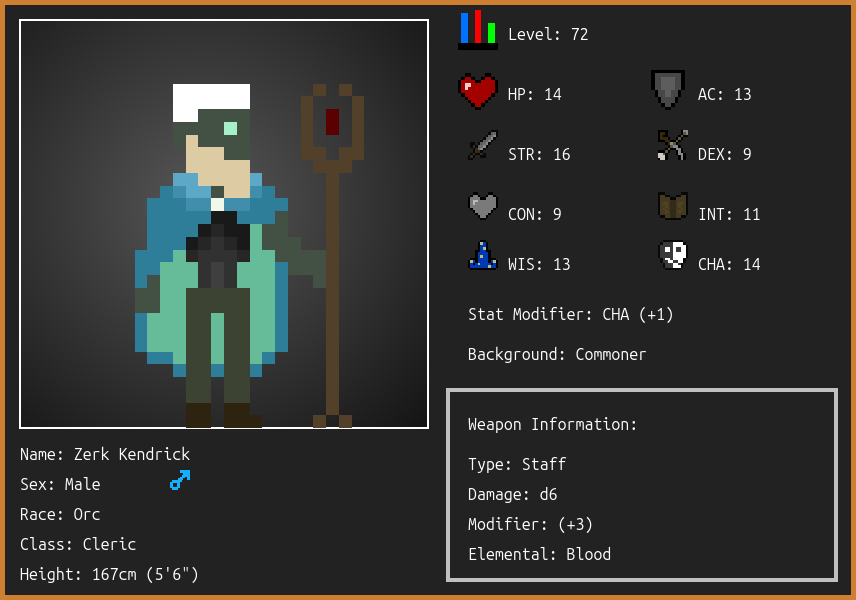 Level: 72
HP: 14
AC: 13
STR: 16
DEX: 9
CON: 9
INT: 11
WIS: 13
CHA: 14
Stat Modifier: CHA (+1)
Background: Commoner
Weapon Information:
Type: Staff
Damage: d6
Modifier: (+3)
Elemental: Blood
Name: Zerk Kendrick
Sex: Male
Race: Orc
Class: Cleric
Height: 167cm (5'6")